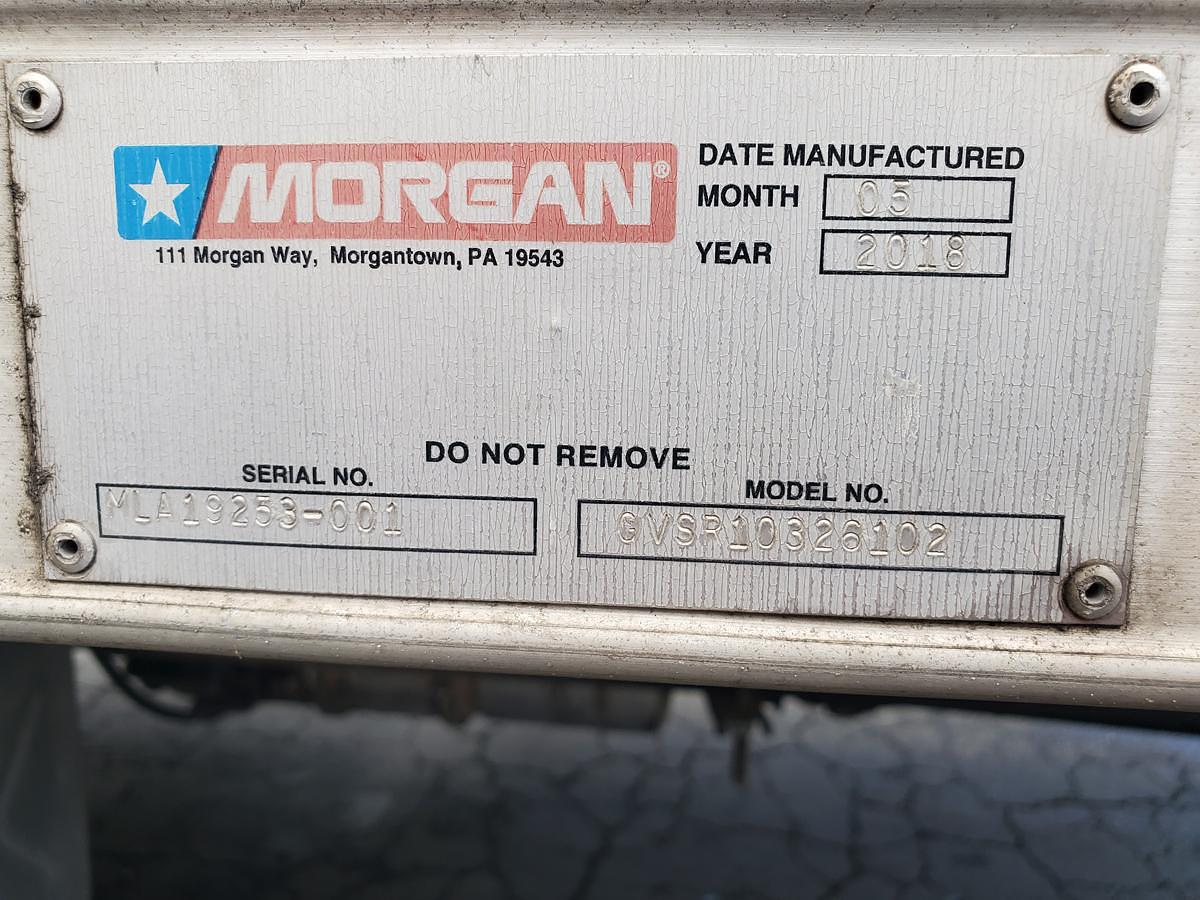 MORGAN®
111 Morgan Way, Morgantown, PA 19543
DATE MANUFACTURED
MONTH 05
YEAR 2018
DO NOT REMOVE
SERIAL NO.
MLA19253-001
MODEL NO.
GVSR10326102